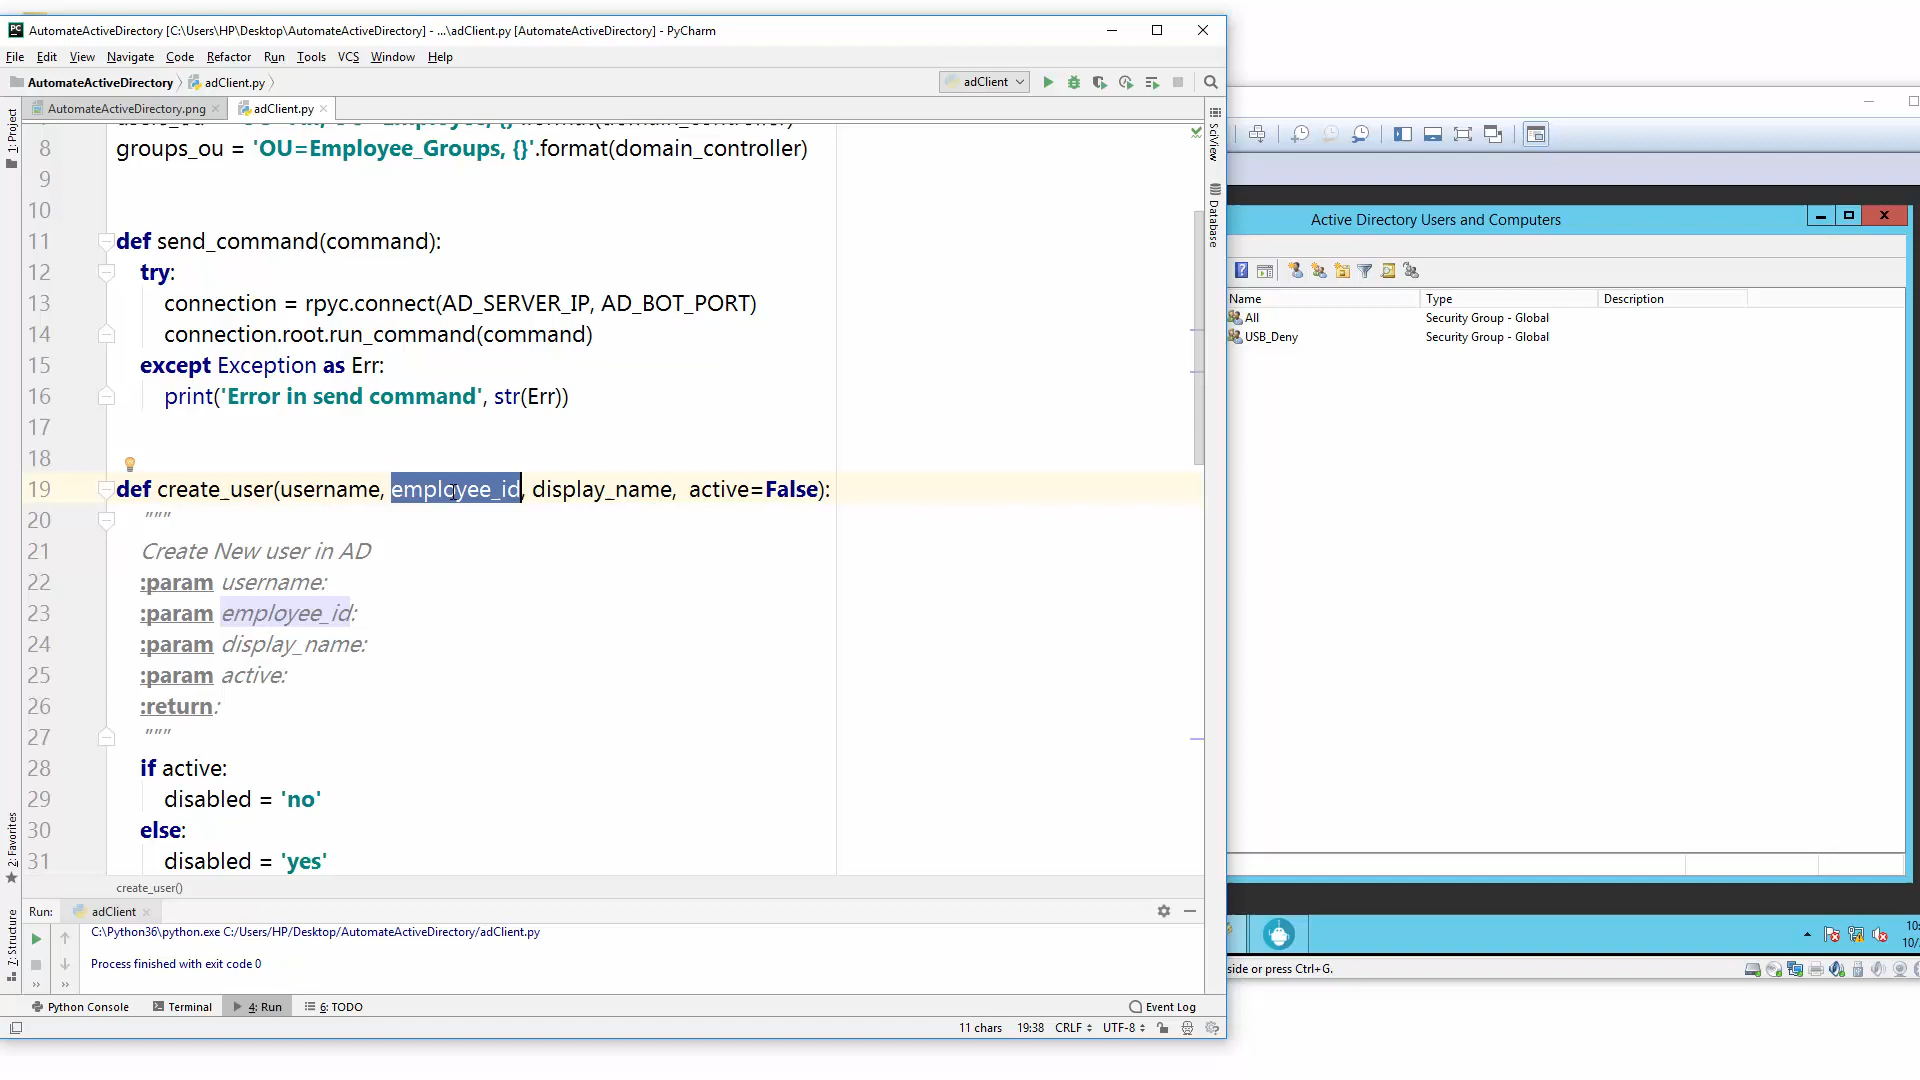 AutomateActiveDirectory [C:\Users\HP\Desktop\AutomateActiveDirectory] - ...\adClient.py [AutomateActiveDirectory] - PyCharm
File Edit View Navigate Code Refactor Run Tools VCS Window Help
AutomateActiveDirectory adClient.py
adClient
AutomateActiveDirectory.png adClient.py
1: Project
SciView
Database
8 groups_ou = 'OU=Employee_Groups, {}'.format(domain_controller)
9
10
11 def send_command(command):
12 try:
13 connection = rpyc.connect(AD_SERVER_IP, AD_BOT_PORT)
14 connection.root.run_command(command)
15 except Exception as Err:
16 print('Error in send command', str(Err))
17
18
19 def create_user(username, employee_id, display_name,  active=False):
20 """
21 Create New user in AD
22 :param username:
23 :param employee_id:
24 :param display_name:
25 :param active:
26 :return:
27 """
28 if active:
29 disabled = 'no'
30 else:
31 disabled = 'yes'
create_user()
2: Favorites
7: Structure
Run: adClient
C:\Python36\python.exe C:/Users/HP/Desktop/AutomateActiveDirectory/adClient.py
Process finished with exit code 0
Python Console Terminal 4: Run 6: TODO Event Log
11 chars 19:38 CRLF UTF-8
Active Directory Users and Computers
Name Type Description
All Security Group - Global
USB_Deny Security Group - Global
10:
10/
side or press Ctrl+G.